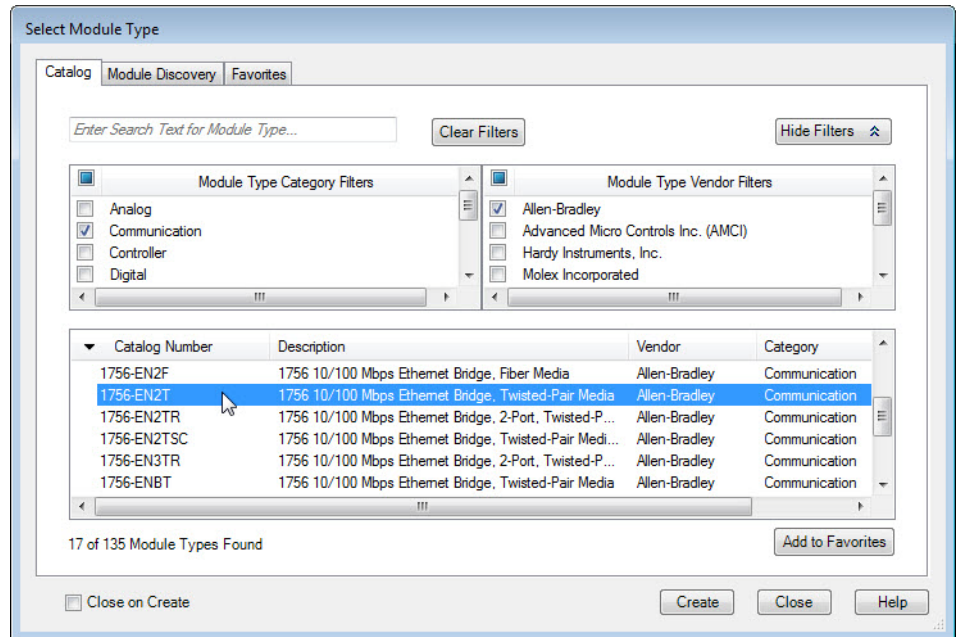 Select Module Type
Catalog Module Discovery Favorites
Enter Search Text for Module Type... Clear Filters Hide Filters
Module Type Category Filters Module Type Vendor Filters
Analog Allen-Bradley
Communication Advanced Micro Controls Inc. (AMCI)
Controller Hardy Instruments, Inc.
Digital Molex Incorporated
Catalog Number Description Vendor Category
1756-EN2F 1756 10/100 Mbps Ethernet Bridge, Fiber Media Allen-Bradley Communication
1756-EN2T 1756 10/100 Mbps Ethernet Bridge, Twisted-Pair Media Allen-Bradley Communication
1756-EN2TR 1756 10/100 Mbps Ethernet Bridge, 2-Port, Twisted-P... Allen-Bradley Communication
1756-EN2TSC 1756 10/100 Mbps Ethernet Bridge, Twisted-Pair Medi... Allen-Bradley Communication
1756-EN3TR 1756 10/100 Mbps Ethernet Bridge, 2-Port, Twisted-P... Allen-Bradley Communication
1756-ENBT 1756 10/100 Mbps Ethernet Bridge, Twisted-Pair Media Allen-Bradley Communication
17 of 135 Module Types Found Add to Favorites
Close on Create Create Close Help